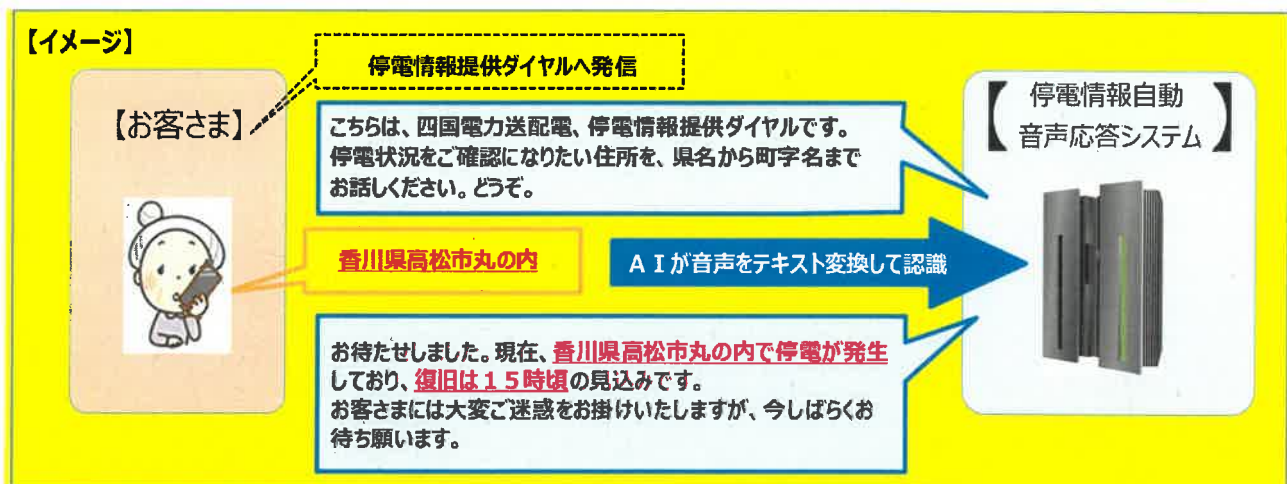 【イメージ】
停電情報提供ダイヤルへ発信
【お客さま】
こちらは、四国電力送配電、停電情報提供ダイヤルです。
停電状況をご確認になりたい住所を、県名から町字名まで
お話しください。どうぞ。
【停電情報自動
音声応答システム】
香川県高松市丸の内
ＡＩが音声をテキスト変換して認識
お待たせしました。現在、香川県高松市丸の内で停電が発生
しており、復旧は１５時頃の見込みです。
お客さまには大変ご迷惑をお掛けいたしますが、今しばらくお
待ち願います。